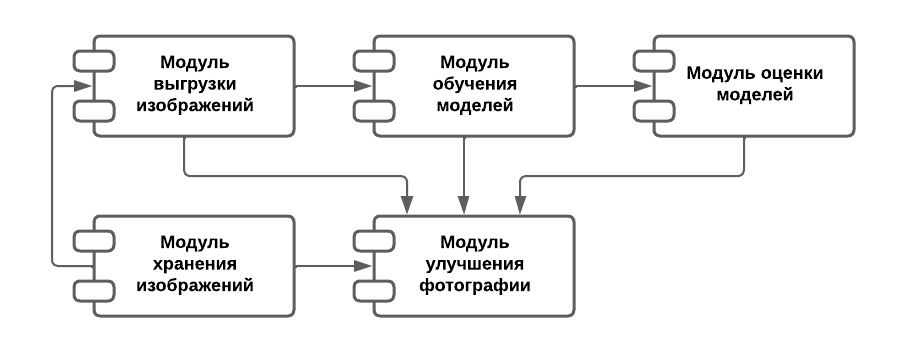 Модуль
выгрузки
изображений
Модуль
обучения
моделей
Модуль оценки
моделей
Модуль
хранения
изображений
Модуль
улучшения
фотографии